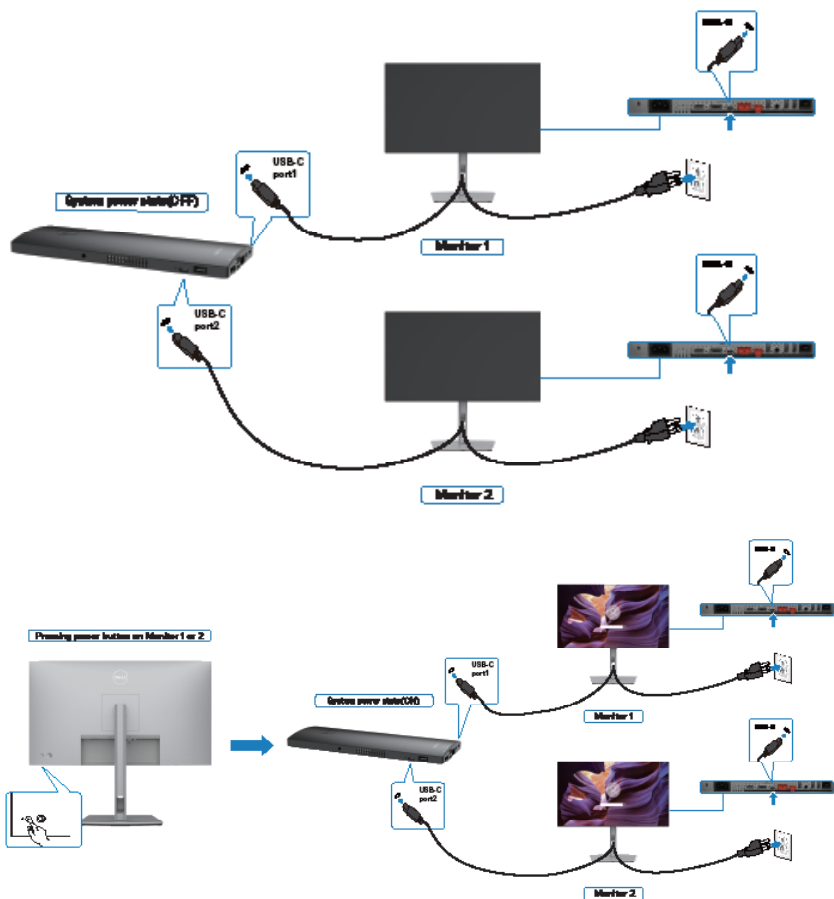 USB-C
USB-C
port1
System power state(OFF)
Monitor 1
USB-C
USB-C
port2
Monitor 2
USB-C
Pressing power button on Monitor 1 or 2
USB-C
port1
System power state(ON)
DELL
Monitor 1
USB-C
USB-C
port2
Monitor 2